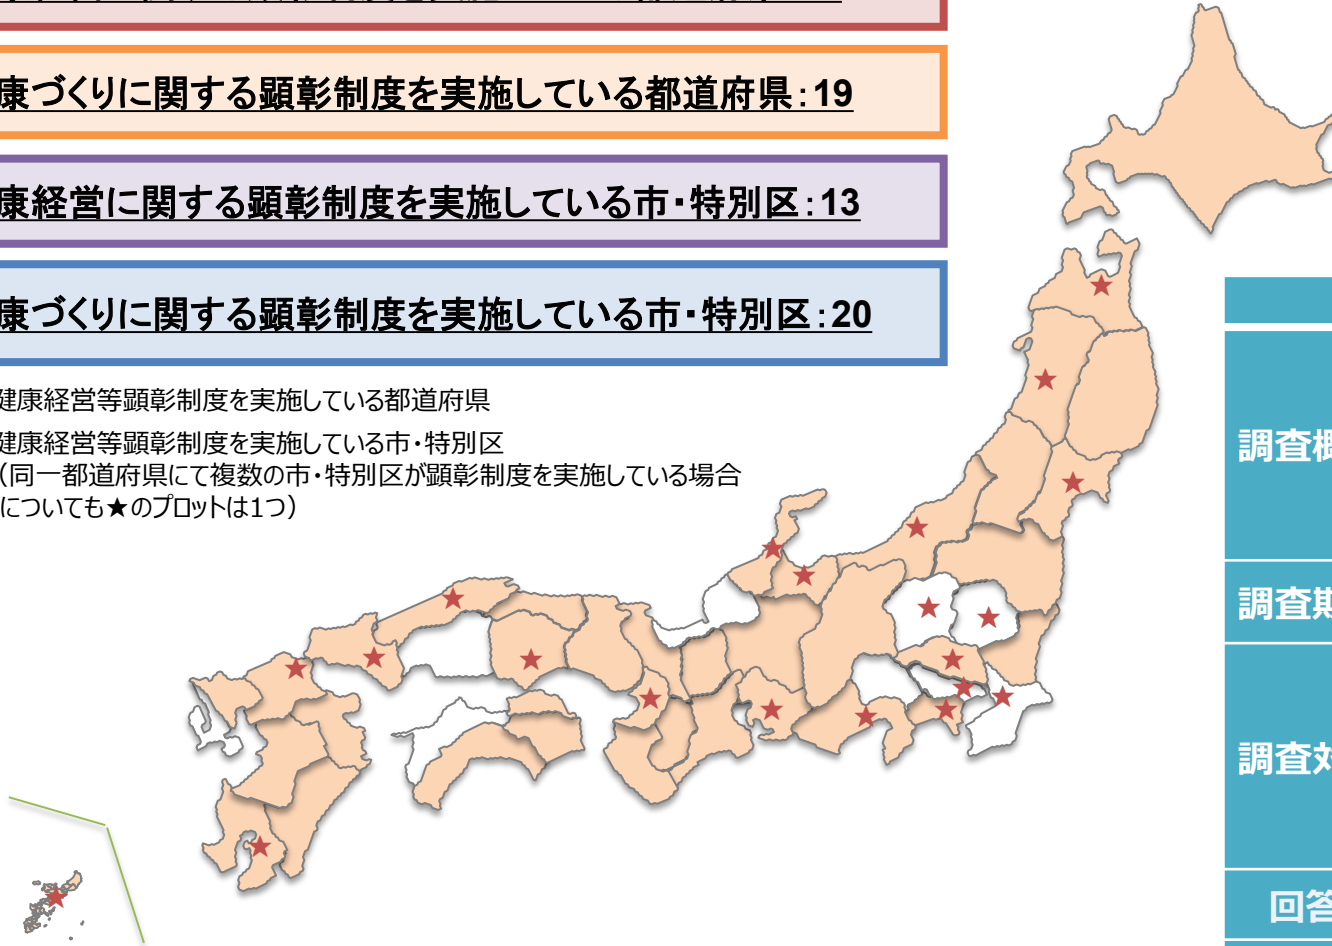 康づくりに関する顕彰制度を実施している都道府県：19
康経営に関する顕彰制度を実施している市・特別区：13
康づくりに関する顕彰制度を実施している市・特別区：20
健康経営等顕彰制度を実施している都道府県
健康経営等顕彰制度を実施している市・特別区
（同一都道府県にて複数の市・特別区が顕彰制度を実施している場合
についても★のプロットは1つ）
調査概
調査期
調査対
回答